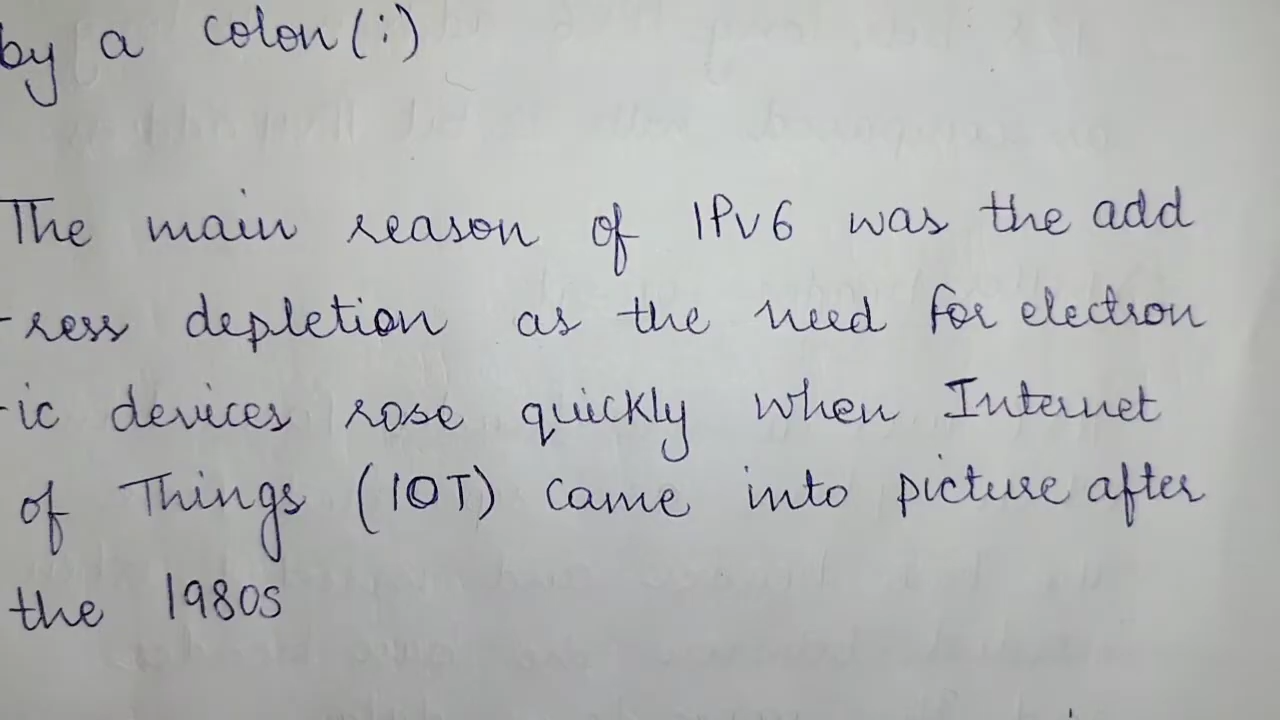 by a colon (:)
The main reason of IPv6 was the add
-ress depletion as the need for electron
-ic devices rose quickly when Internet
of Things (IOT) came into picture after
the 1980s